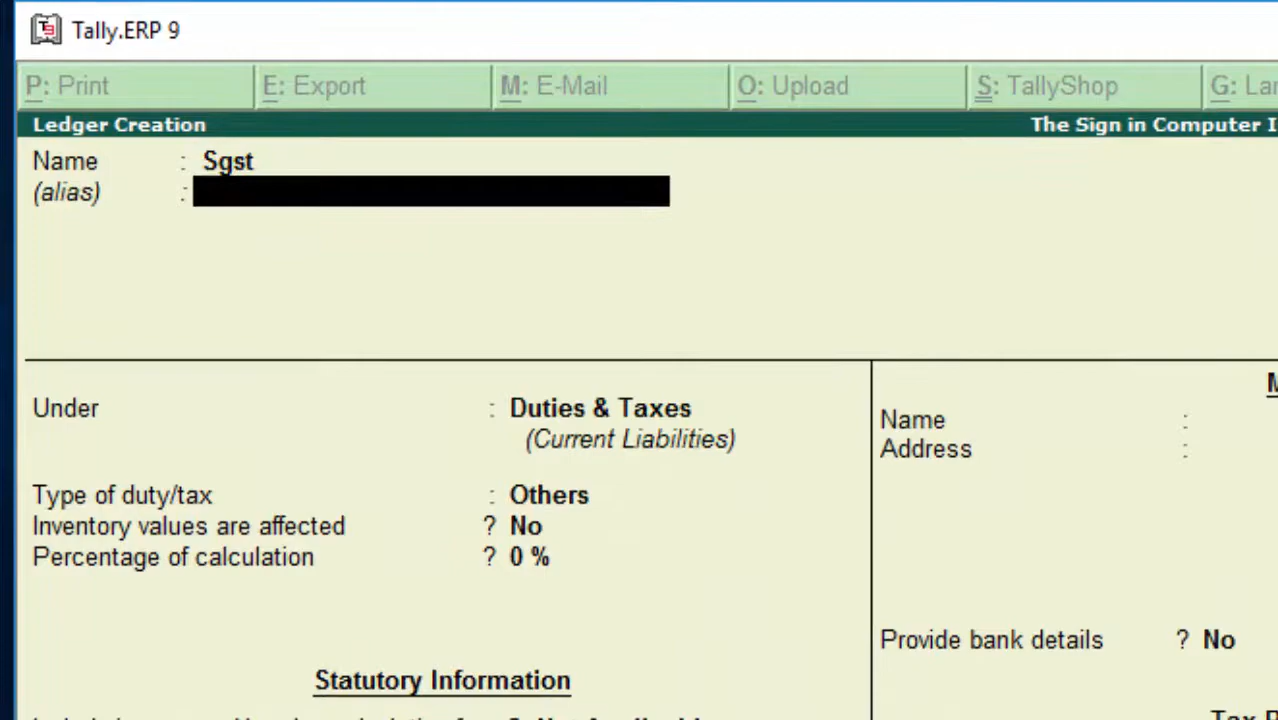 Tally.ERP 9
P: Print E: Export M: E-Mail O: Upload S: TallyShop G:
Ledger Creation The Sign in Computer
Name : Sgst
(alias) :
Under : Duties & Taxes
(Current Liabilities)
Name :
Address :
Type of duty/tax : Others
Inventory values are affected ? No
Percentage of calculation ? 0 %
Provide bank details ? No
Statutory Information